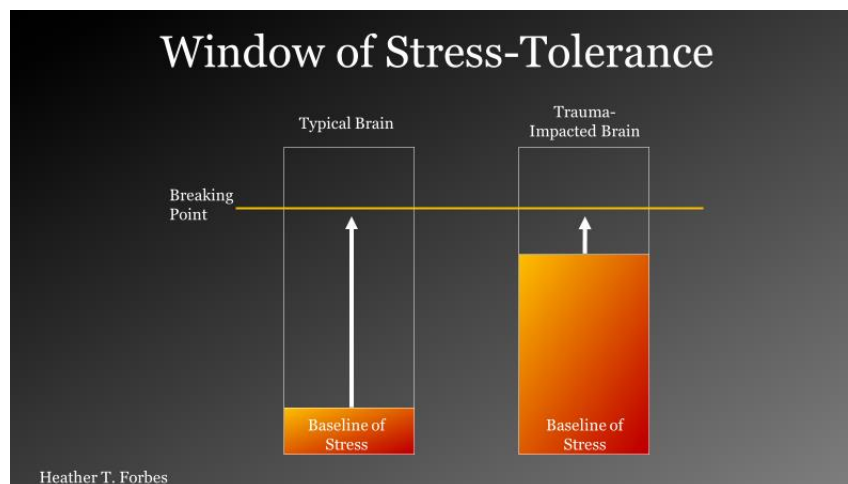 Window of Stress-Tolerance
Typical Brain
Trauma-
Impacted Brain
Breaking
Point
Baseline of
Stress
Baseline of
Stress
Heather T. Forbes